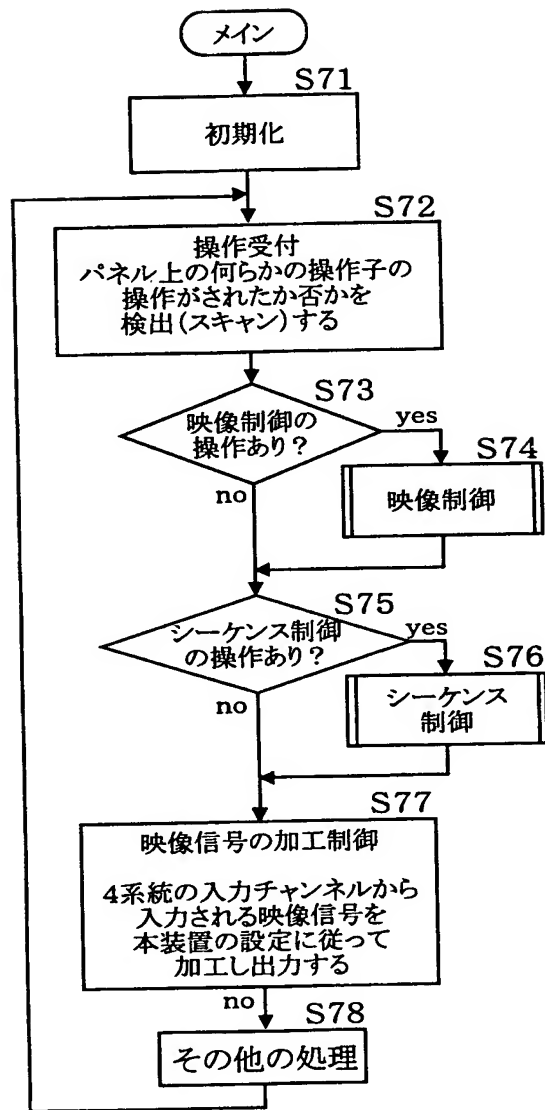 メイン
S71
初期化
S72
操作受付
パネル上の何らかの操作子の
操作がされたか否かを
検出(スキャン)する
S73
映像制御の
操作あり?
yes
no
S74
映像制御
S75
シーケンス制御
の操作あり?
yes
no
S76
シーケンス
制御
S77
映像信号の加工制御
4系統の入力チャンネルから
入力される映像信号を
本装置の設定に従って
加工し出力する
no
S78
その他の処理